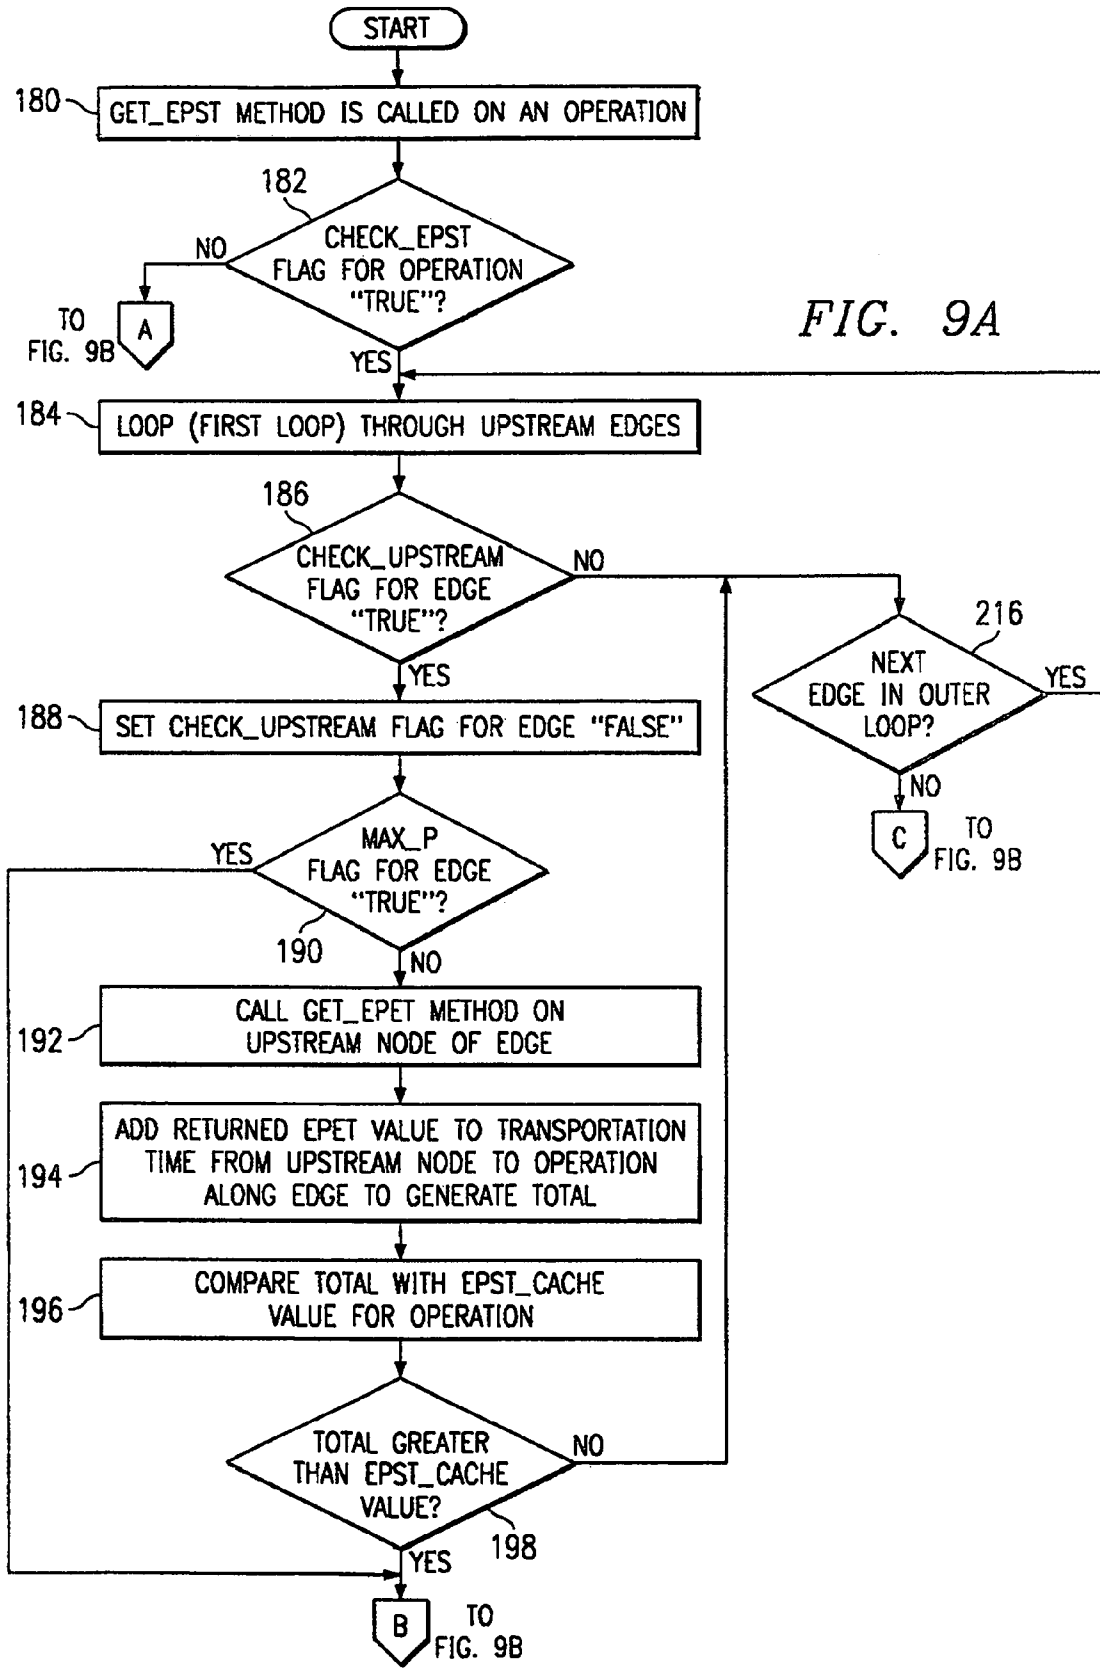 START
180
GET_EPST METHOD IS CALLED ON AN OPERATION
182
CHECK_EPST
FLAG FOR OPERATION
"TRUE"?
NO
A
TO
FIG. 9B
YES
FIG. 9A
184
LOOP (FIRST LOOP) THROUGH UPSTREAM EDGES
186
CHECK_UPSTREAM
FLAG FOR EDGE
"TRUE"?
NO
YES
216
NEXT
EDGE IN OUTER
LOOP?
YES
NO
C
TO
FIG. 9B
188
SET CHECK_UPSTREAM FLAG FOR EDGE "FALSE"
MAX_P
FLAG FOR EDGE
"TRUE"?
YES
190
NO
192
CALL GET_EPET METHOD ON
UPSTREAM NODE OF EDGE
194
ADD RETURNED EPET VALUE TO TRANSPORTATION
TIME FROM UPSTREAM NODE TO OPERATION
ALONG EDGE TO GENERATE TOTAL
196
COMPARE TOTAL WITH EPST_CACHE
VALUE FOR OPERATION
TOTAL GREATER
THAN EPST_CACHE
VALUE?
NO
198
YES
B
TO
FIG. 9B